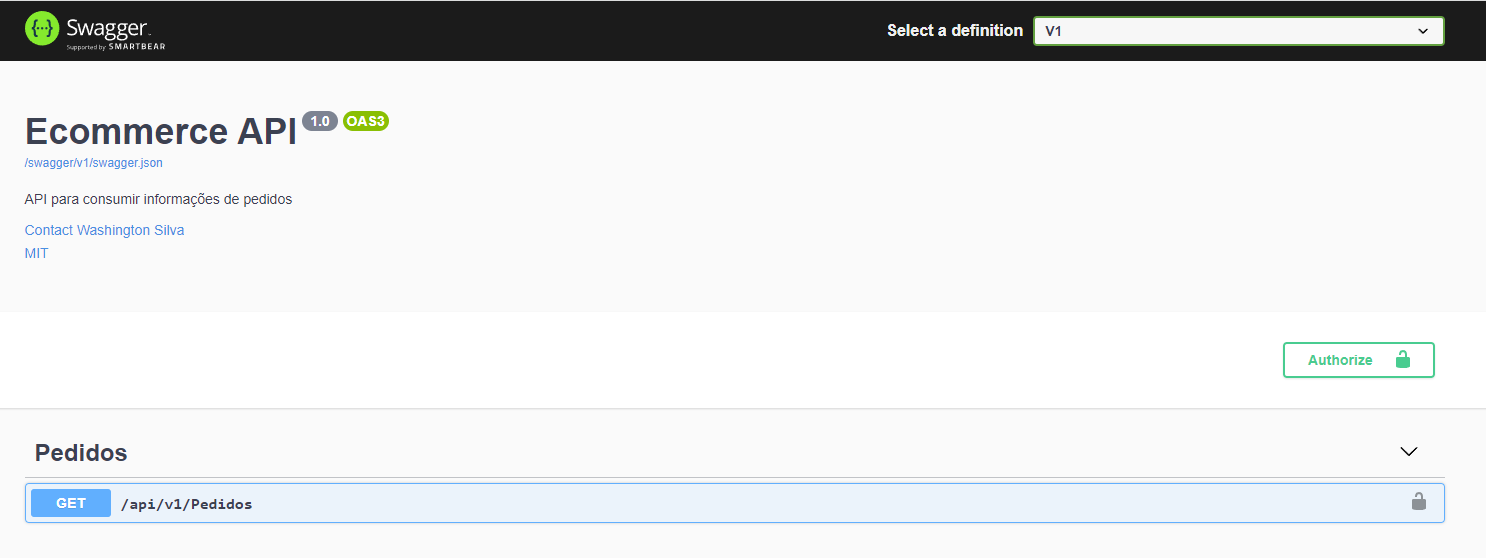 Swagger.
Supported by SMARTBEAR
Select a definition
V1
Ecommerce API 1.0 OAS3
/swagger/v1/swagger.json
API para consumir informações de pedidos
Contact Washington Silva
MIT
Authorize
Pedidos
GET /api/v1/Pedidos